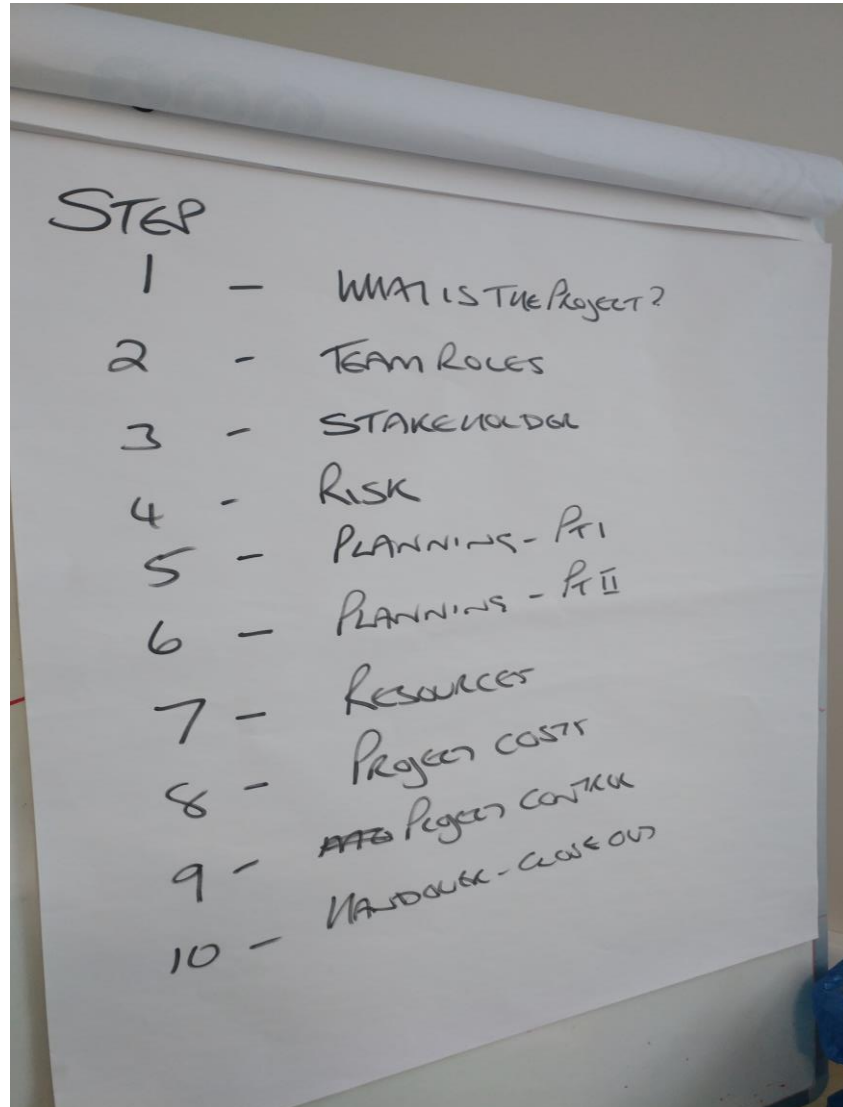 STEP
1 - WHAT IS THE PROJECT?
2 - TEAM ROLES
3 - STAKEHOLDER
4 - RISK
5 - PLANNING - PT I
6 - PLANNING - PT II
7 - RESOURCES
8 - PROJECT COSTS
9 - PROJECT CONTROL
10 - HANDOVER - CLOSE OUT